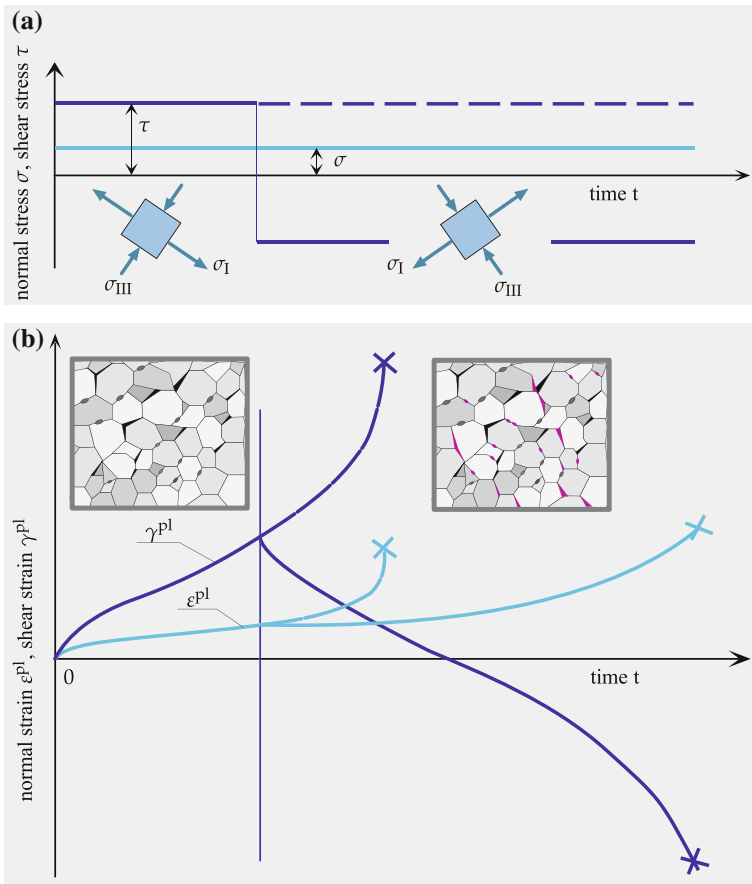 (a)
normal stress σ, shear stress τ
τ
σ
time t
σI
σIII
σI
σIII
(b)
normal strain εpl, shear strain γpl
γpl
εpl
0
time t